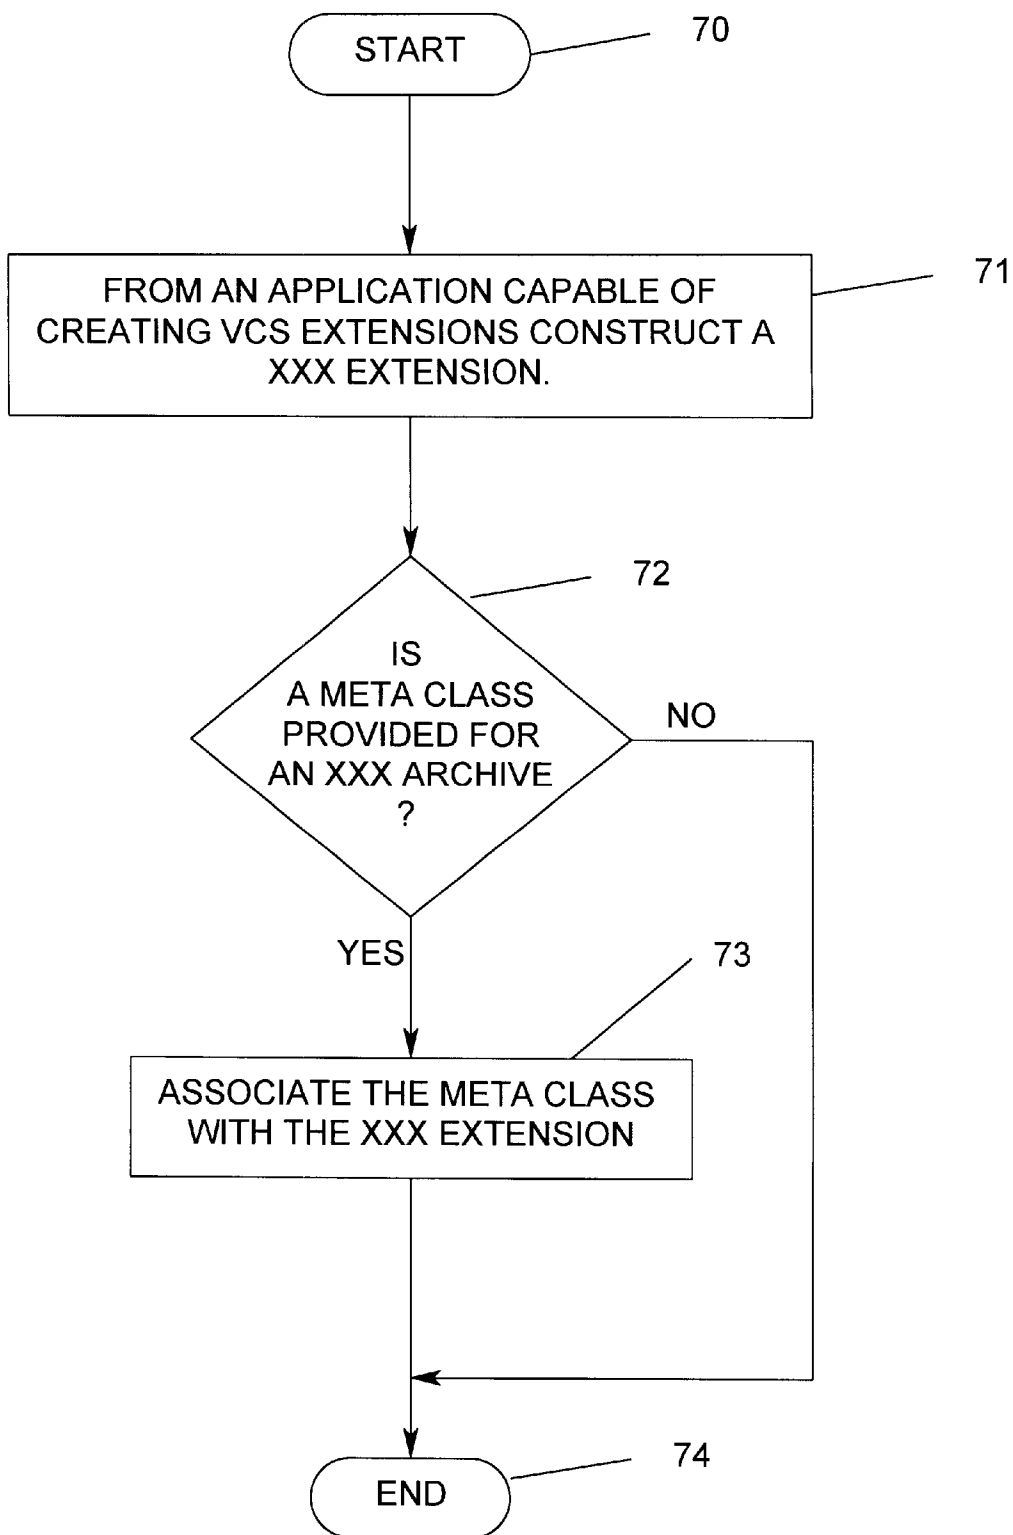 START
70
FROM AN APPLICATION CAPABLE OF
CREATING VCS EXTENSIONS CONSTRUCT A
XXX EXTENSION.
71
72
IS
A META CLASS
PROVIDED FOR
AN XXX ARCHIVE
?
NO
YES
73
ASSOCIATE THE META CLASS
WITH THE XXX EXTENSION
74
END